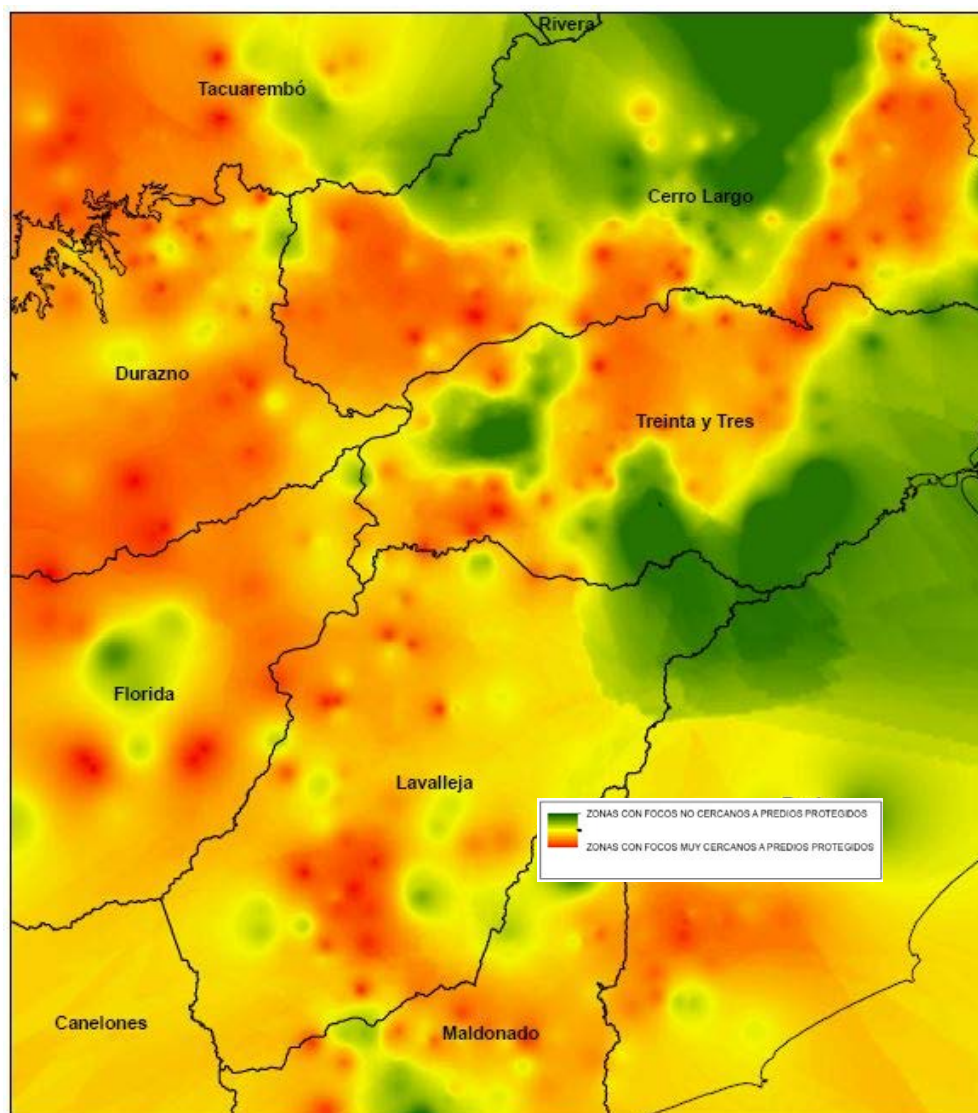 Rivera
Tacuarembó
Cerro Largo
Durazno
Treinta y Tres
Florida
Lavalleja
ZONAS CON FOCOS NO CERCANOS A PREDIOS PROTEGIDOS
ZONAS CON FOCOS MUY CERCANOS A PREDIOS PROTEGIDOS
Canelones
Maldonado